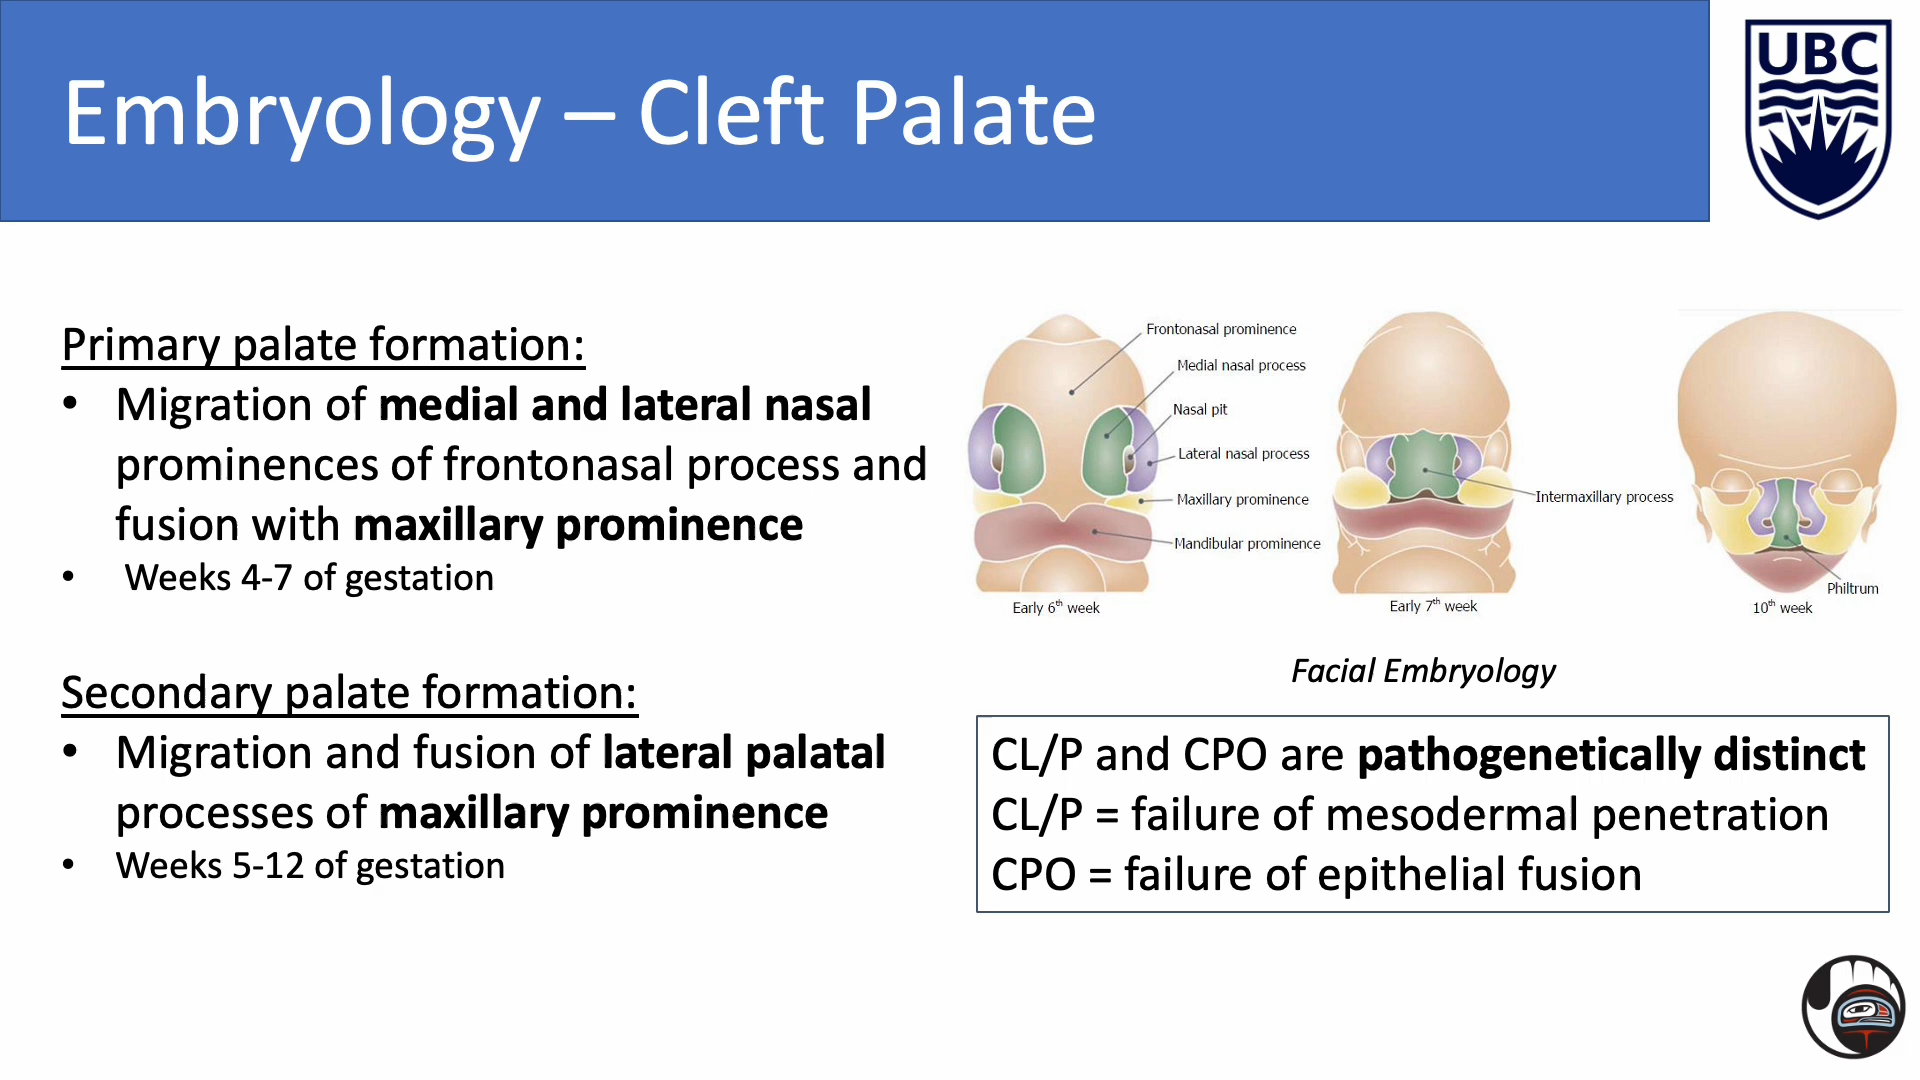 Embryology – Cleft Palate
UBC
Primary palate formation:
• Migration of medial and lateral nasal
prominences of frontonasal process and
fusion with maxillary prominence
• Weeks 4-7 of gestation
Secondary palate formation:
• Migration and fusion of lateral palatal
processes of maxillary prominence
• Weeks 5-12 of gestation
Frontonasal prominence
Medial nasal process
Nasal pit
Lateral nasal process
Maxillary prominence
Mandibular prominence
Early 6th week
Intermaxillary process
Early 7th week
Philtrum
10th week
Facial Embryology
CL/P and CPO are pathogenetically distinct
CL/P = failure of mesodermal penetration
CPO = failure of epithelial fusion